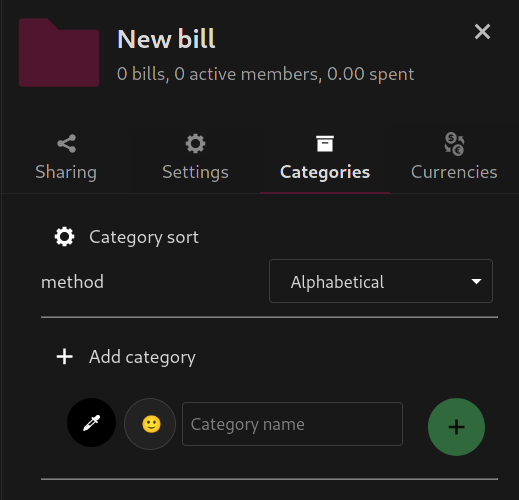 New bill
0 bills, 0 active members, 0.00 spent
Sharing
Settings
Categories
Currencies
Category sort
method
Alphabetical
Add category
Category name